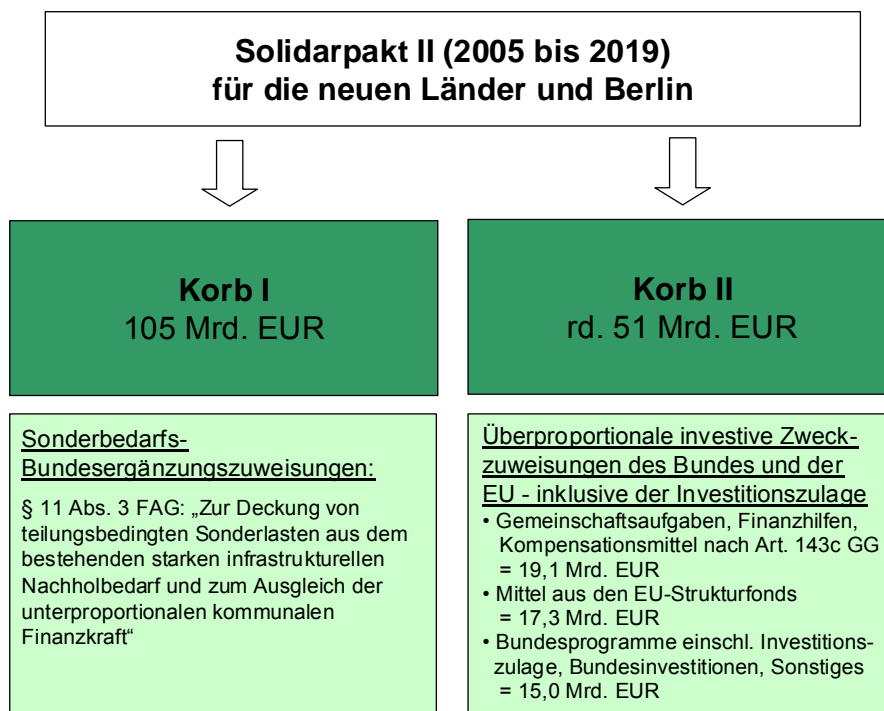 Solidarpakt II (2005 bis 2019)
für die neuen Länder und Berlin
Korb I
105 Mrd. EUR
Korb II
rd. 51 Mrd. EUR
Sonderbedarfs-
Bundesergänzungszuweisungen:
§ 11 Abs. 3 FAG: „Zur Deckung von
teilungsbedingten Sonderlasten aus dem
bestehenden starken infrastrukturellen
Nachholbedarf und zum Ausgleich der
unterproportionalen kommunalen
Finanzkraft“
Überproportionale investive Zweck-
zuweisungen des Bundes und der
EU - inklusive der Investitionszulage
• Gemeinschaftsaufgaben, Finanzhilfen,
Kompensationsmittel nach Art. 143c GG
= 19,1 Mrd. EUR
• Mittel aus den EU-Strukturfonds
= 17,3 Mrd. EUR
• Bundesprogramme einschl. Investitions-
zulage, Bundesinvestitionen, Sonstiges
= 15,0 Mrd. EUR